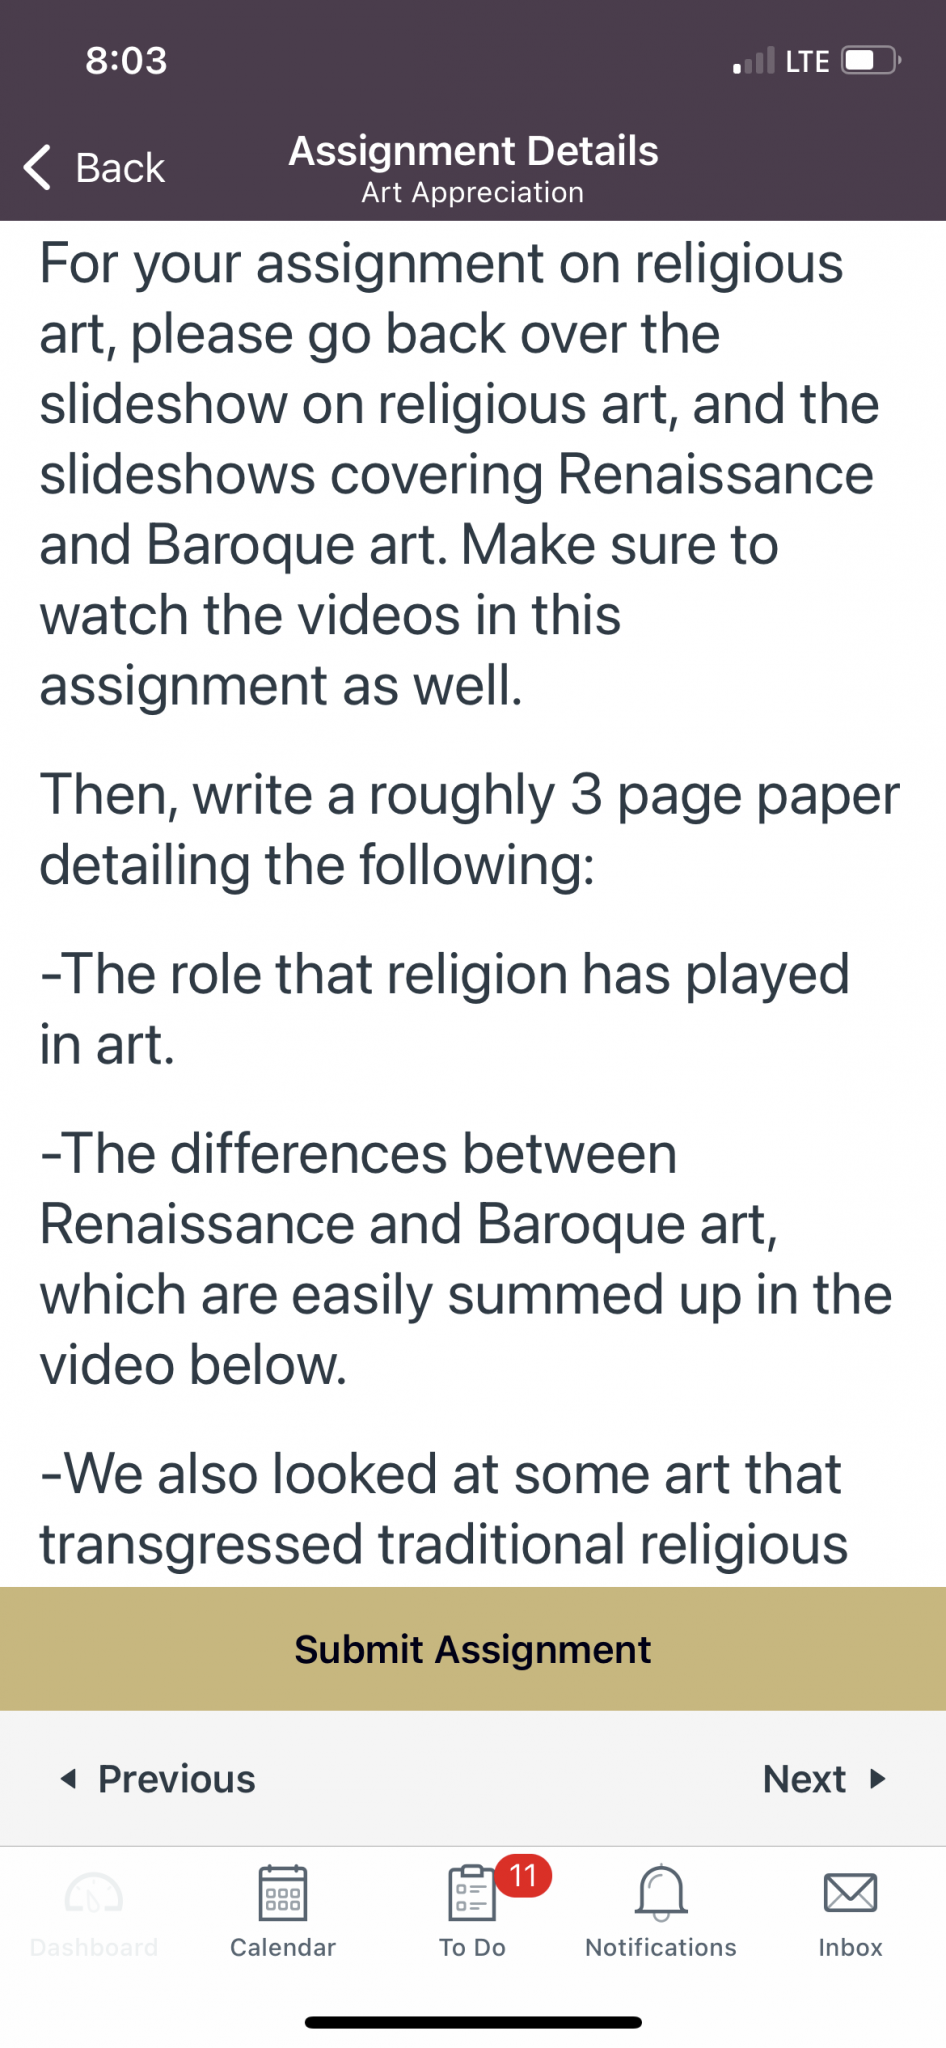 8:03
LTE
Back
Assignment Details
Art Appreciation
For your assignment on religious
art, please go back over the
slideshow on religious art, and the
slideshows covering Renaissance
and Baroque art. Make sure to
watch the videos in this
assignment as well.
Then, write a roughly 3 page paper
detailing the following:
-The role that religion has played
in art.
-The differences between
Renaissance and Baroque art,
which are easily summed up in the
video below.
-We also looked at some art that
transgressed traditional religious
Submit Assignment
Previous
Next
11
Dashboard
Calendar
To Do
Notifications
Inbox